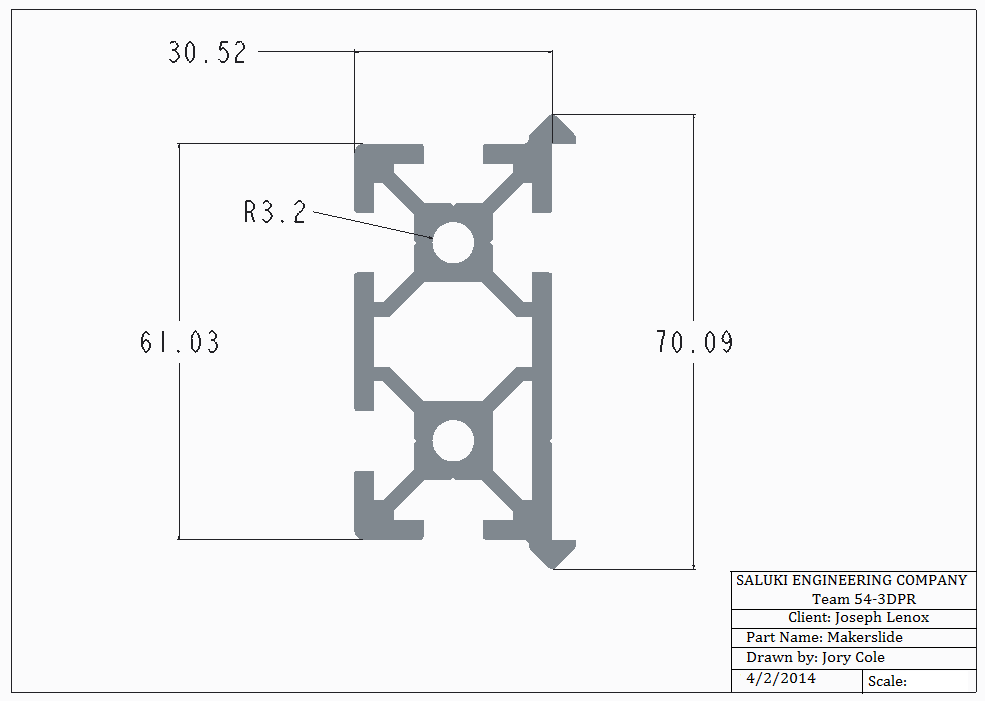 30.52
R3.2
61.03
70.09
SALUKI ENGINEERING COMPANY
Team 54-3DPR
Client: Joseph Lenox
Part Name: Makerslide
Drawn by: Jory Cole
4/2/2014
Scale: